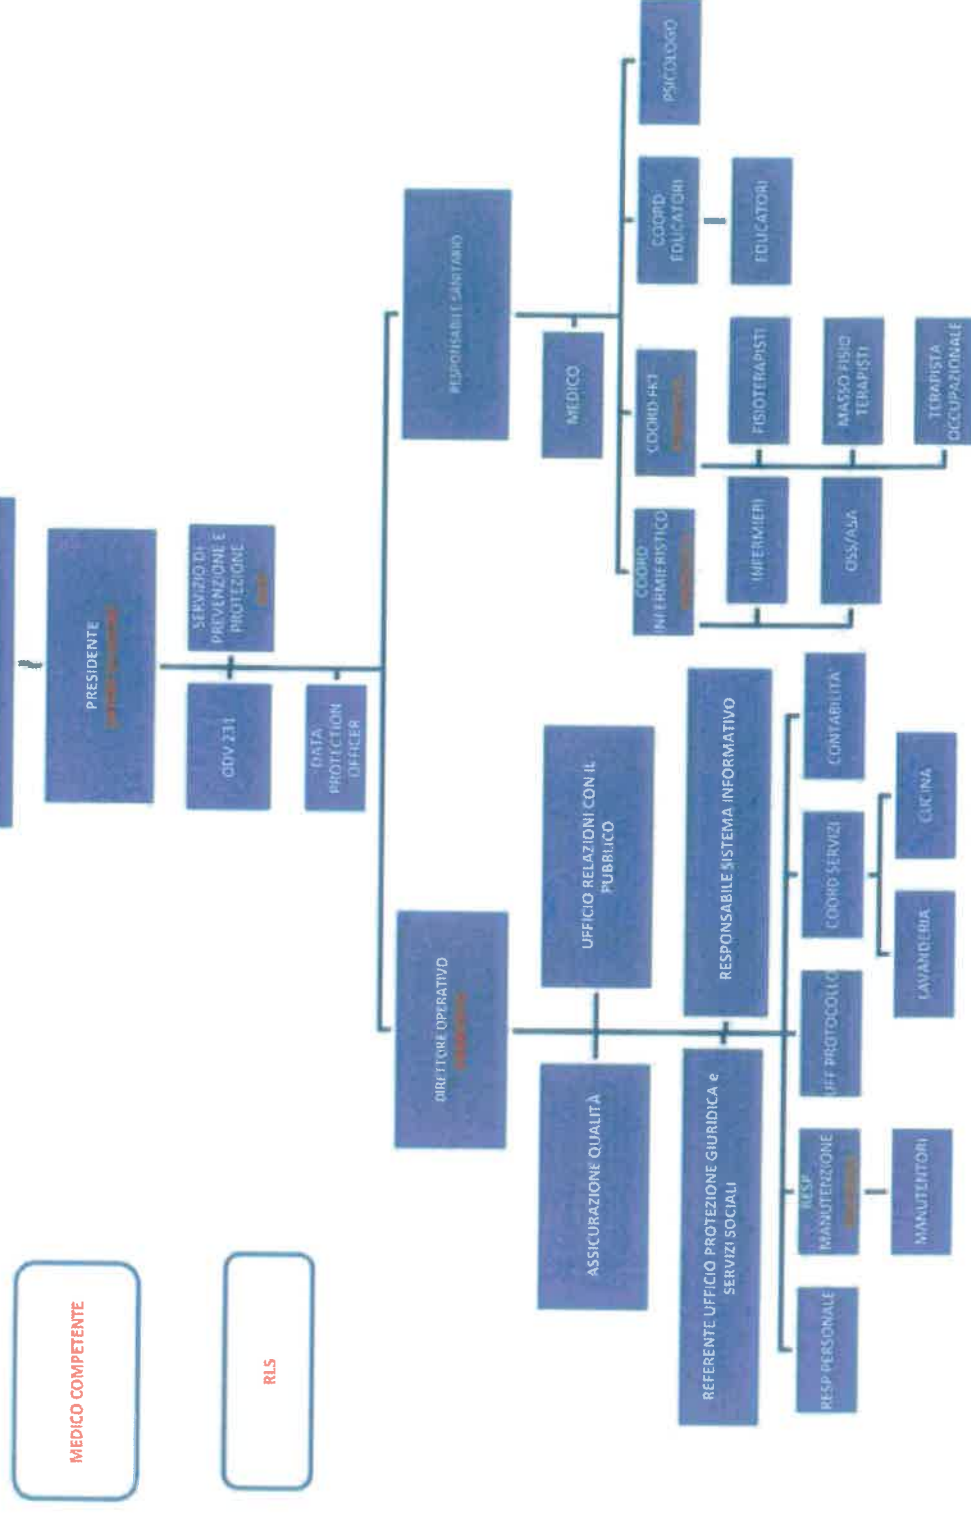 MEDICO COMPETENTE
RLS
PRESIDENTE
ODV 231
SERVIZIO DI
PREVENZIONE E
PROTEZIONE
DATA
PROTECTION
OFFICER
DIRETTORE OPERATIVO
RESPONSABILE SANITARIO
ASSICURAZIONE QUALITÀ
UFFICIO RELAZIONI CON IL
PUBBLICO
MEDICO
REFERENTE UFFICIO PROTEZIONE GIURIDICA e
SERVIZI SOCIALI
RESPONSABILE SISTEMA INFORMATIVO
COORD
INFERMIERISTICO
COORD FKT
COORD
EDUCATORI
PSICOLOGO
INFERMIERI
FISIOTERAPISTI
EDUCATORI
RESP PERSONALE
RESP
MANUTENZIONE
UFF PROTOCOLLO
COORD SERVIZI
CONTABILITA'
OSS/ASA
MASSO FISIO
TERAPISTI
MANUTENTORI
LAVANDERIA
CUCINA
TERAPISTA
OCCUPAZIONALE